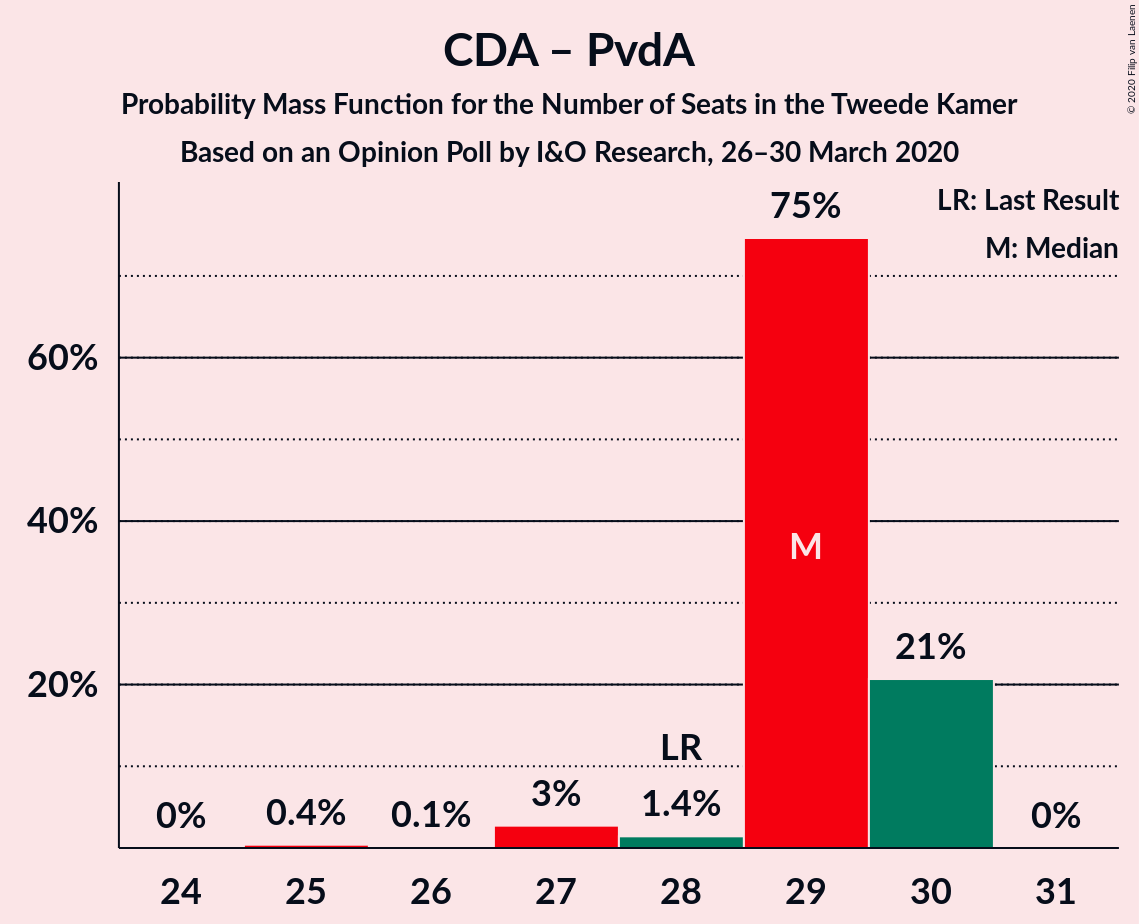 CDA – PvdA
Probability Mass Function for the Number of Seats in the Tweede Kamer
Based on an Opinion Poll by I&O Research, 26–30 March 2020
© 2020 Filip van Laenen
LR: Last Result
M: Median
60%
40%
20%
0%
0.4%
0.1%
3%
LR
1.4%
75%
M
21%
0%
24
25
26
27
28
29
30
31